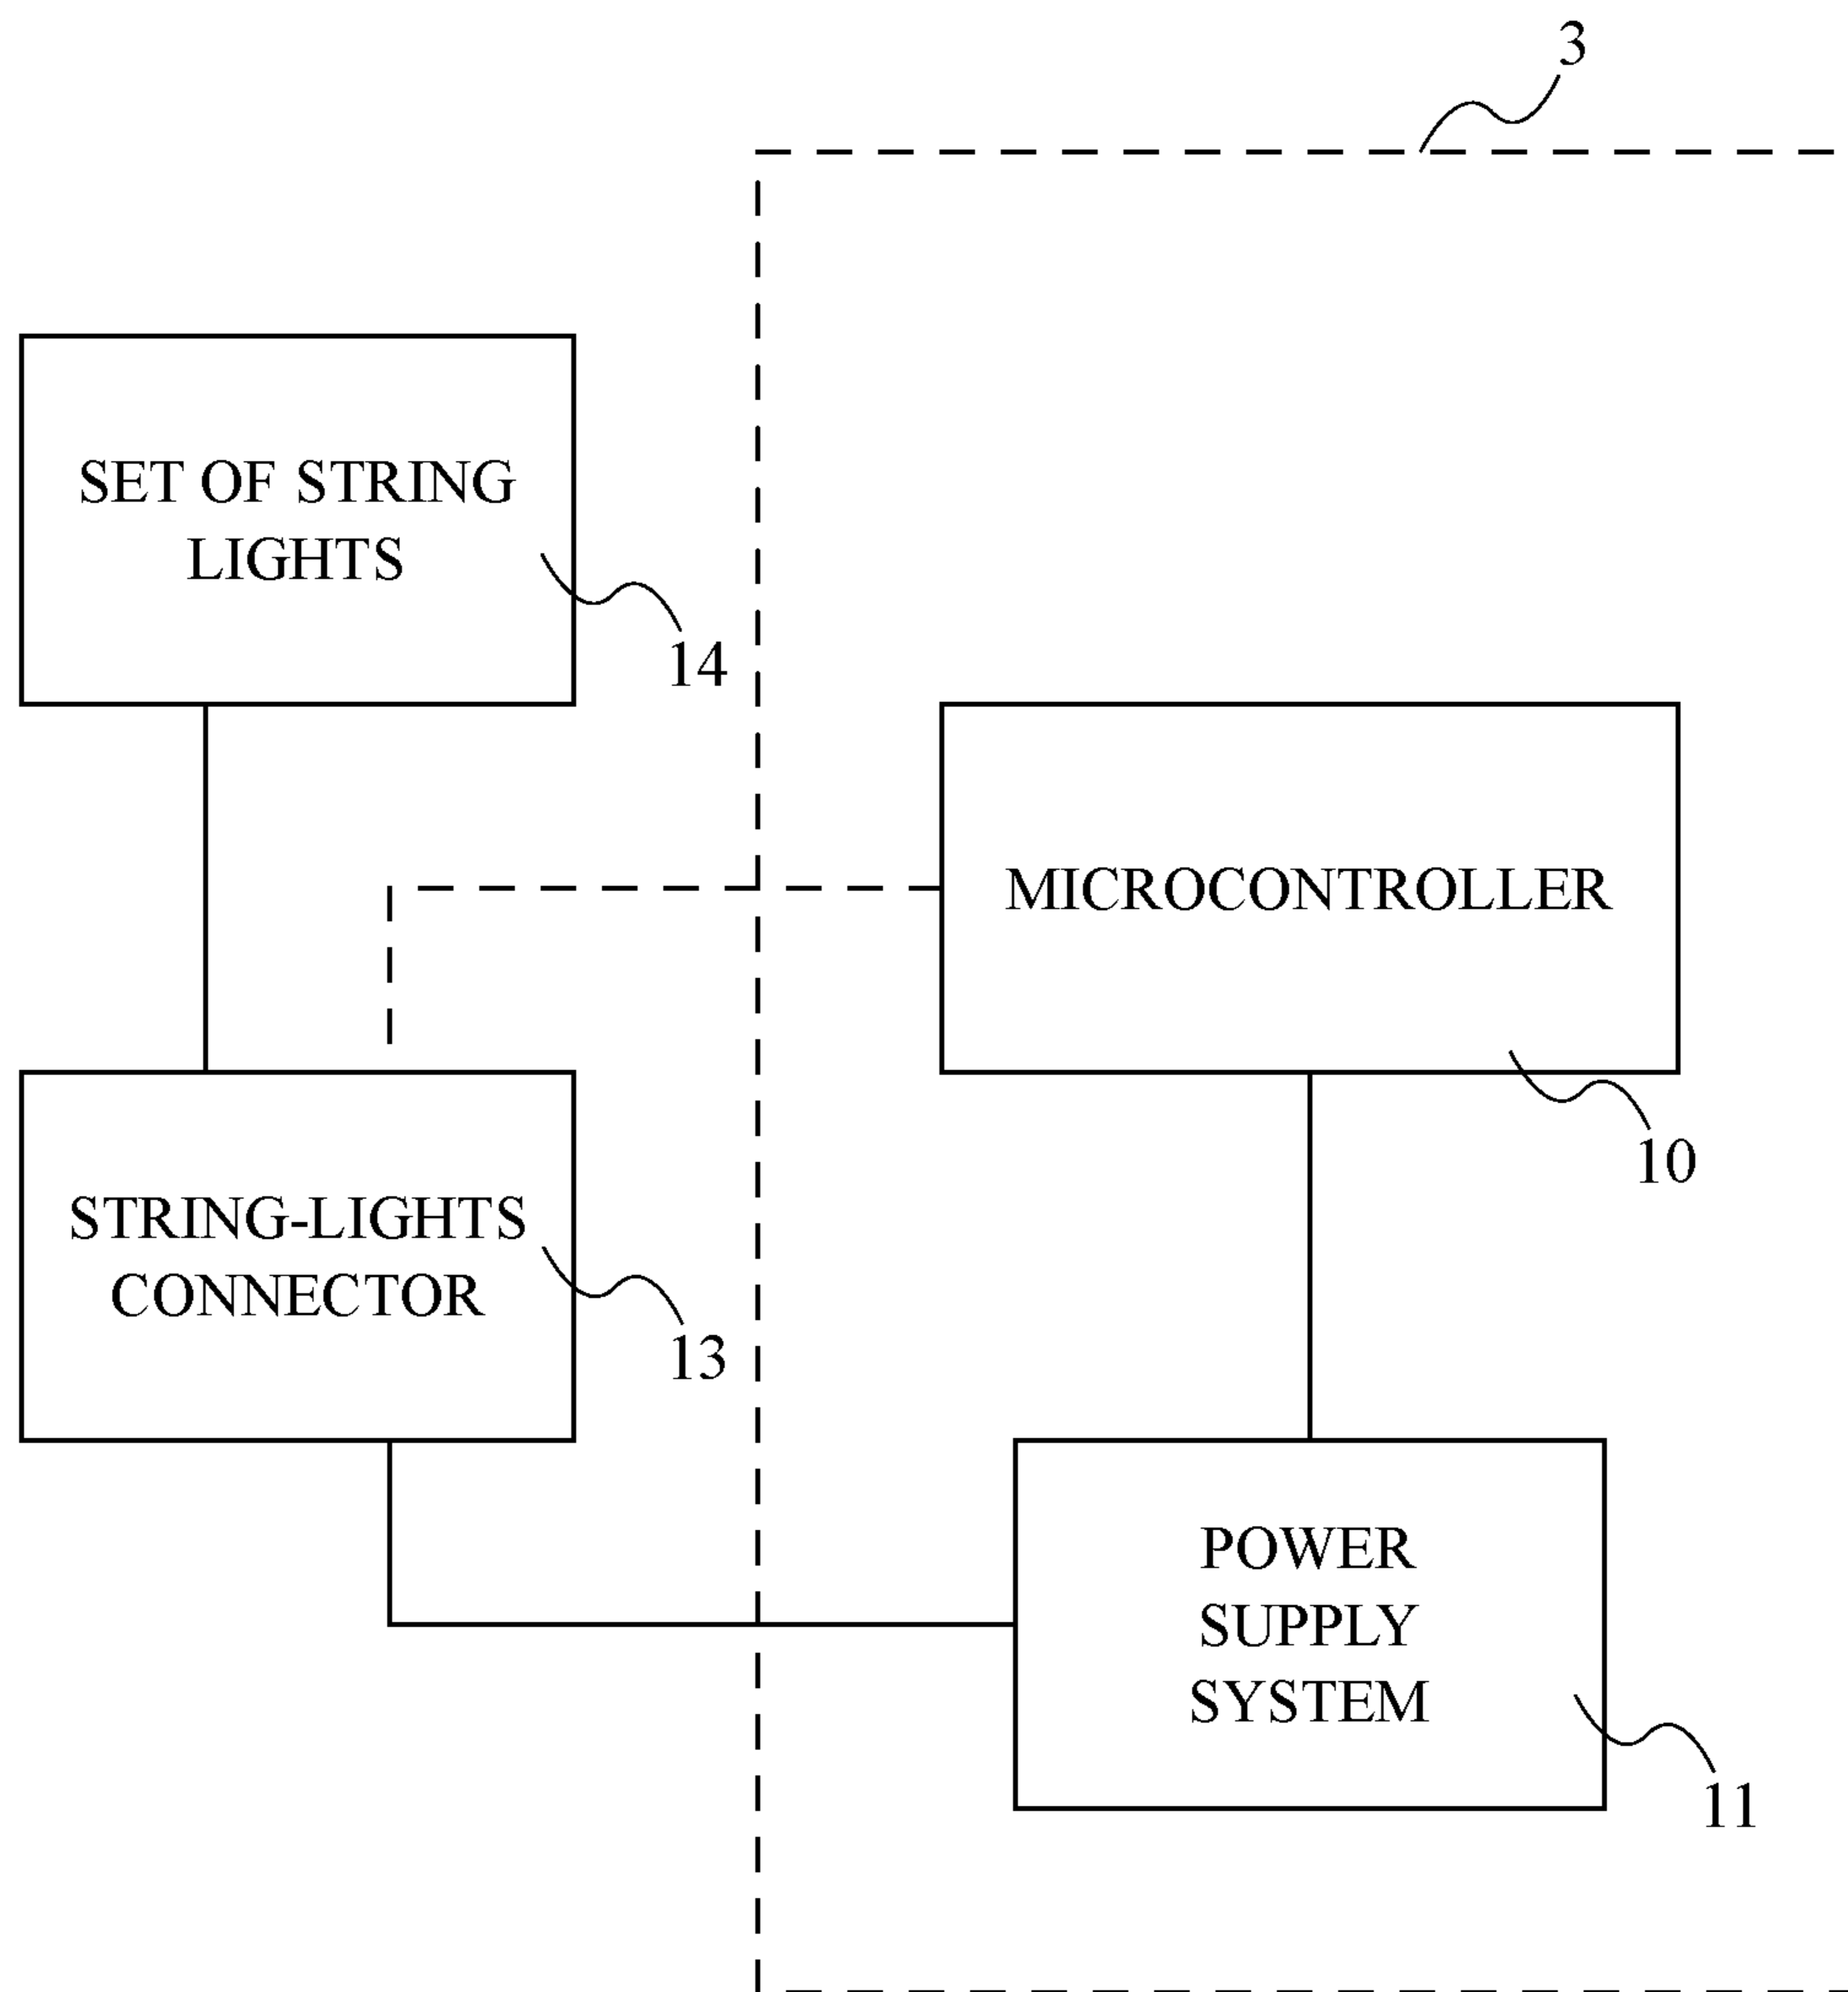 3
SET OF STRING
LIGHTS
14
MICROCONTROLLER
10
STRING-LIGHTS
CONNECTOR
13
POWER
SUPPLY
SYSTEM
11